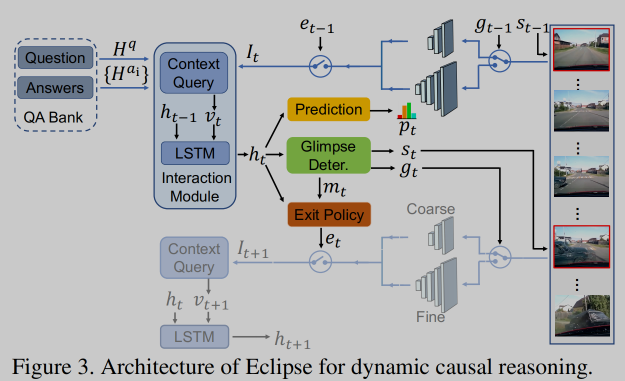 Question
Answers
QA Bank
H^q
{H^{a_i}}
Context
Query
h_{t-1}
v_t
LSTM
Interaction
Module
I_t
e_{t-1}
g_{t-1}
s_{t-1}
h_t
Prediction
p_t
Glimpse
Deter.
s_t
g_t
m_t
Exit Policy
e_t
Coarse
Fine
I_{t+1}
Context
Query
h_t
v_{t+1}
LSTM
h_{t+1}
Figure 3. Architecture of Eclipse for dynamic causal reasoning.